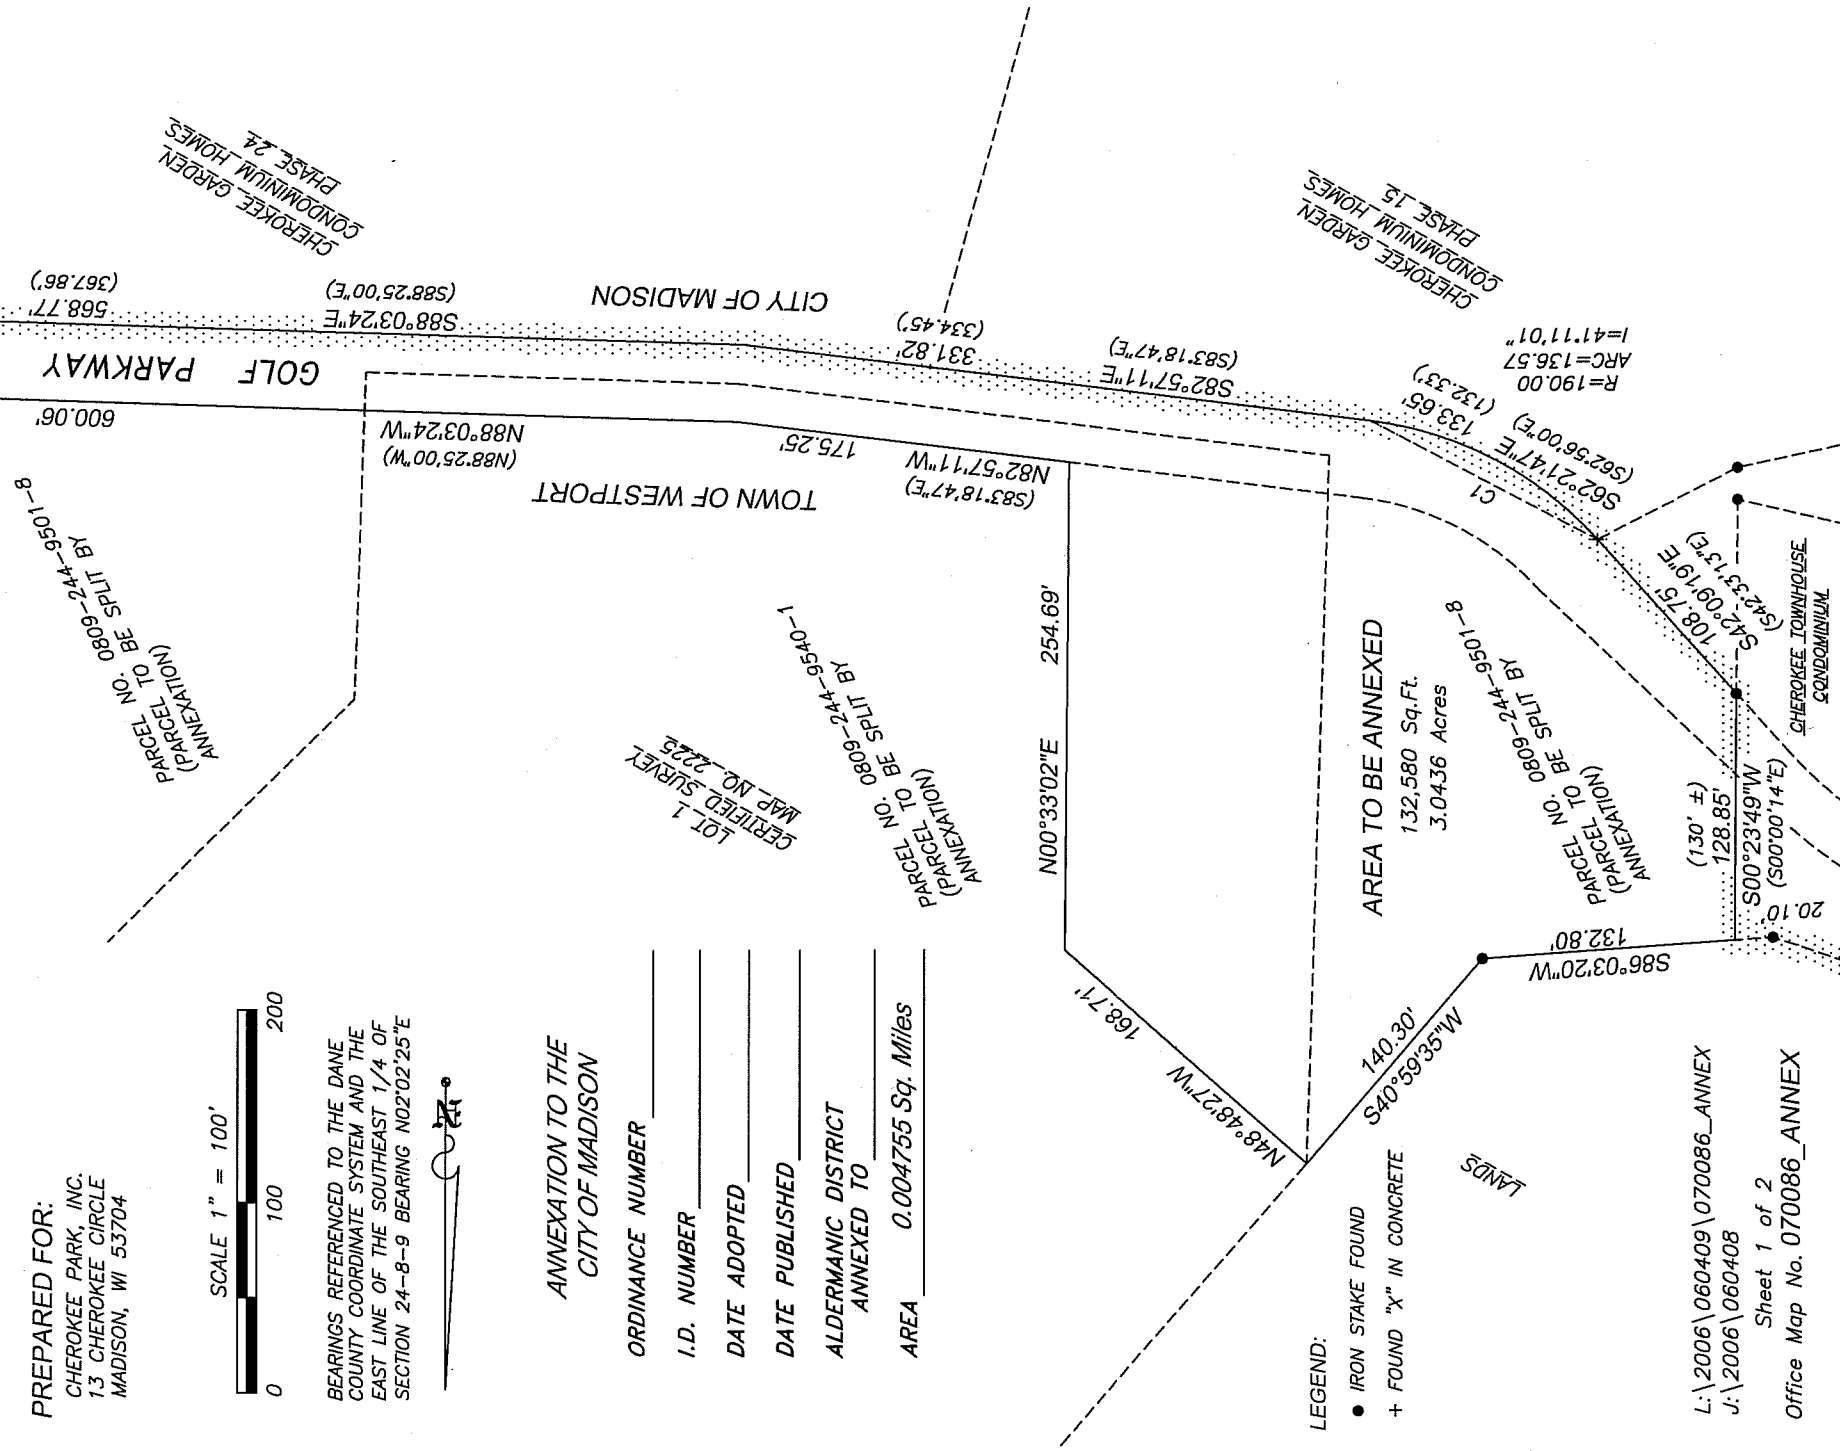 PREPARED FOR:
CHEROKEE PARK, INC.
13 CHEROKEE CIRCLE
MADISON, WI 53704
SCALE 1" = 100'
0
100
200
BEARINGS REFERENCED TO THE DANE
COUNTY COORDINATE SYSTEM AND THE
EAST LINE OF THE SOUTHEAST 1/4 OF
SECTION 24-8-9 BEARING N02°02'25"E
N
ANNEXATION TO THE
CITY OF MADISON
ORDINANCE NUMBER
I.D. NUMBER
DATE ADOPTED
DATE PUBLISHED
ALDERMANIC DISTRICT
ANNEXED TO
AREA 0.004755 Sq. Miles
LEGEND:
● IRON STAKE FOUND
+ FOUND "X" IN CONCRETE
L:\2006\060409\070086_ANNEX
J:\2006\060408
Sheet 1 of 2
Office Map No. 070086_ANNEX
PARCEL NO. 0809-244-9501-8
(PARCEL TO BE SPLIT BY
ANNEXATION)
LOT 1
CERTIFIED SURVEY
MAP NO. 2225
PARCEL NO. 0809-244-9540-1
(PARCEL TO BE SPLIT BY
ANNEXATION)
N00°33'02"E 254.69'
168.71'
N48°48'27"W
140.30'
S40°59'35"W
LANDS
AREA TO BE ANNEXED
132,580 Sq.Ft.
3.0436 Acres
PARCEL NO. 0809-244-9501-8
(PARCEL TO BE SPLIT BY
ANNEXATION)
132.80'
S86°03'20"W
(130' ±)
128.85'
S00°23'49"W
(S00°00'14"E)
20.10'
CHEROKEE TOWNHOUSE
CONDOMINIUM
108.75'
S42°09'19"E
(S42°33'13"E)
C1
133.65'
(132.33')
S62°21'47"E
(S62°56'00"E)
R=190.00
ARC=136.57
I=41°11'01"
S82°57'11"E
(S83°18'47"E)
331.82'
(334.45')
CITY OF MADISON
S88°03'24"E
(S88°25'00"E)
568.77'
(367.86')
GOLF PARKWAY
600.06'
N88°03'24"W
(N88°25'00"W)
175.25'
N82°57'11"W
(S83°18'47"E)
TOWN OF WESTPORT
CHEROKEE GARDEN
CONDOMINIUM HOMES
PHASE 24
CHEROKEE GARDEN
CONDOMINIUM HOMES
PHASE 15